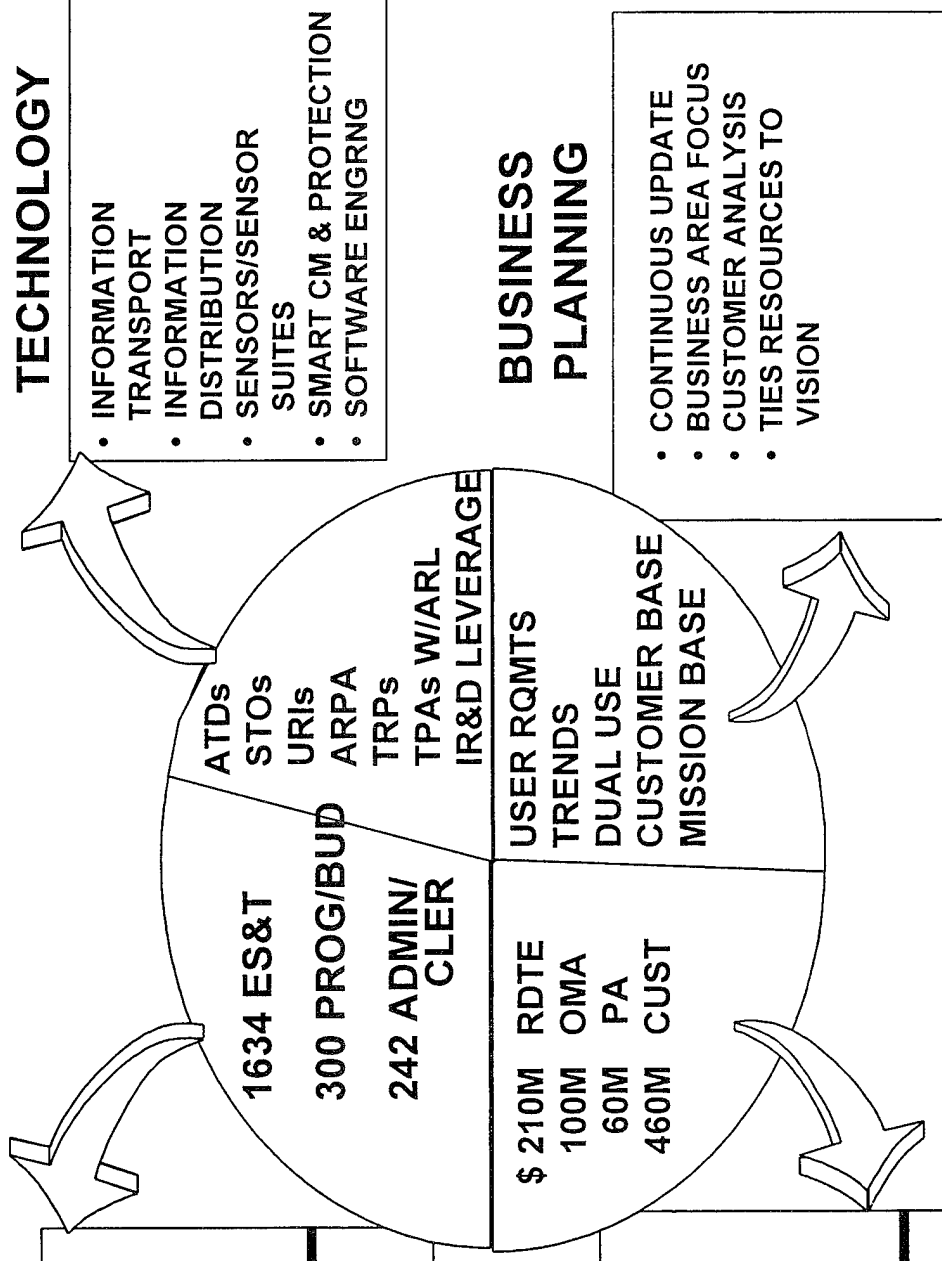 TECHNOLOGY
• INFORMATION
TRANSPORT
• INFORMATION
DISTRIBUTION
• SENSORS/SENSOR
SUITES
• SMART CM & PROTECTION
• SOFTWARE ENGRNG
1634 ES&T
300 PROG/BUD
242 ADMIN/
CLER
ATDs
STOs
URIs
ARPA
TRPs
TPAs W/ARL
IR&D LEVERAGE
$ 210M RDTE
100M OMA
60M PA
460M CUST
USER RQMTS
TRENDS
DUAL USE
CUSTOMER BASE
MISSION BASE
BUSINESS
PLANNING
• CONTINUOUS UPDATE
• BUSINESS AREA FOCUS
• CUSTOMER ANALYSIS
• TIES RESOURCES TO
VISION